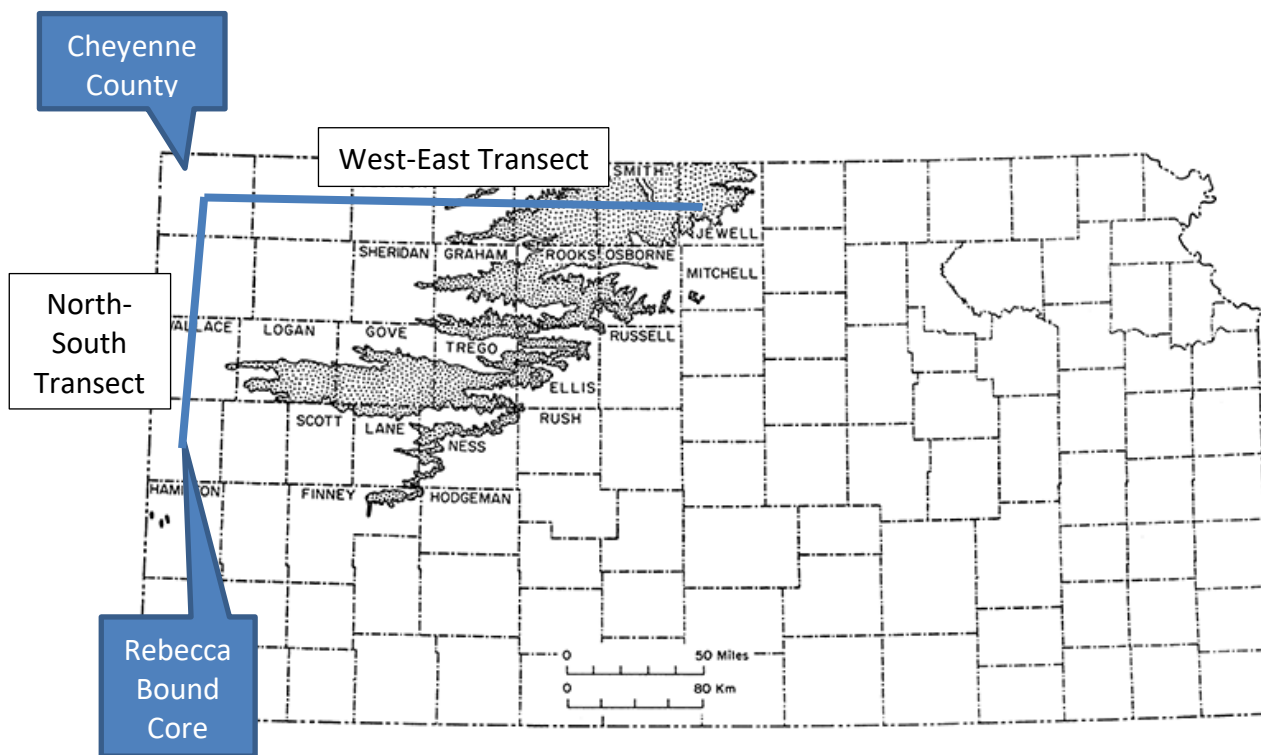 Cheyenne
County
West-East Transect
SMITH
JEWELL
SHERIDAN
GRAHAM
ROOKS
OSBORNE
MITCHELL
North-
South
Transect
WALLACE
LOGAN
GOVE
TREGO
RUSSELL
ELLIS
SCOTT
LANE
NESS
RUSH
HAMILTON
FINNEY
HODGEMAN
Rebecca
Bound
Core
0 50 Miles
0 80 Km